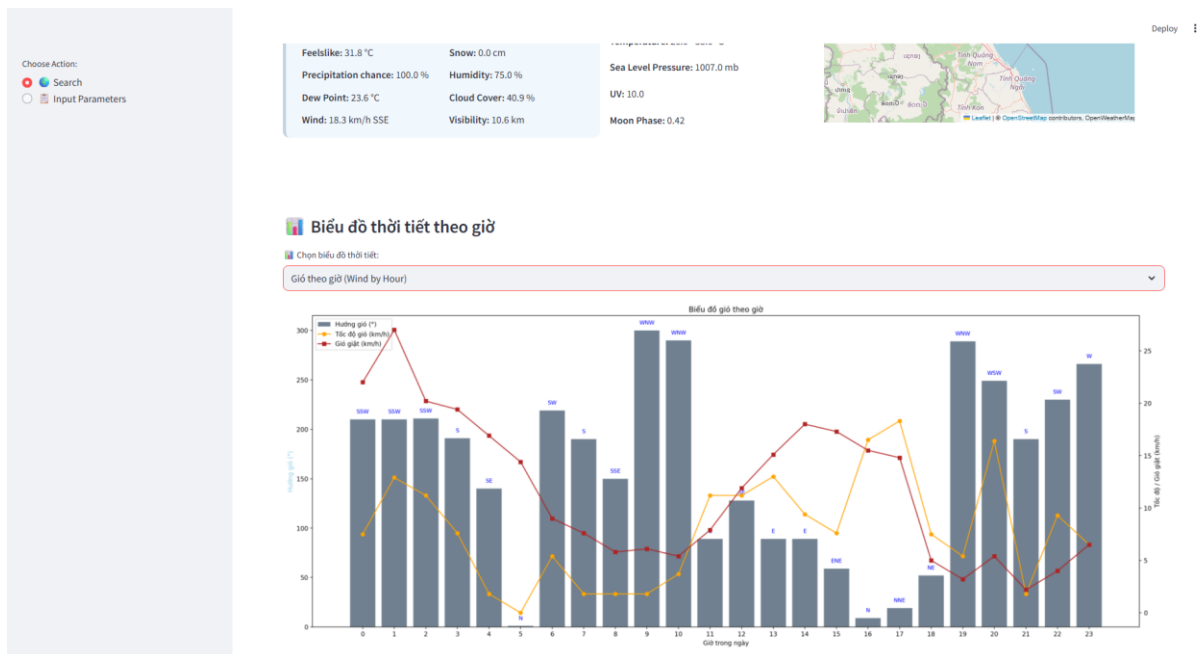 Deploy
Choose Action:
Search
Input Parameters
Feelslike: 31.8 °C
Snow: 0.0 cm
Precipitation chance: 100.0 %
Humidity: 75.0 %
Sea Level Pressure: 1007.0 mb
Dew Point: 23.6 °C
Cloud Cover: 40.9 %
UV: 10.0
Wind: 18.3 km/h SSE
Visibility: 10.6 km
Moon Phase: 0.42
Tỉnh Quảng
Nam
Tỉnh Quảng
Ngãi
Leaflet | © OpenStreetMap contributors, OpenWeatherMap
Biểu đồ thời tiết theo giờ
Chọn biểu đồ thời tiết:
Gió theo giờ (Wind by Hour)
Biểu đồ gió theo giờ
Hướng gió (°)
Tốc độ gió (km/h)
Gió giật (km/h)
Hướng gió (°)
300
250
200
150
100
50
0
SSW
SSW
SSW
S
SE
N
SW
S
SSE
WNW
WNW
E
E
ENE
N
NNE
NE
WNW
WSW
S
SW
W
25
20
15
10
5
0
Tốc độ / Gió giật (km/h)
0 1 2 3 4 5 6 7 8 9 10 11 12 13 14 15 16 17 18 19 20 21 22 23
Giờ trong ngày